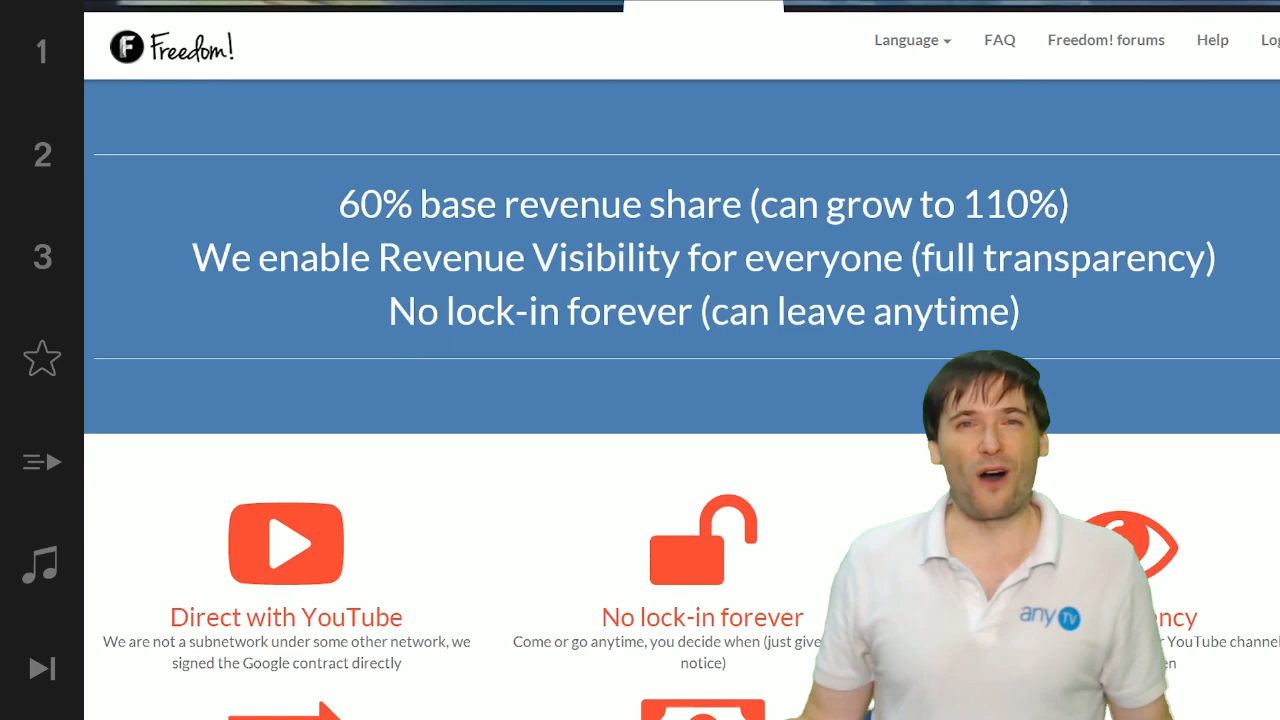 1
2
3
Freedom!
Language
FAQ
Freedom! forums
Help
60% base revenue share (can grow to 110%)
We enable Revenue Visibility for everyone (full transparency)
No lock-in forever (can leave anytime)
Direct with YouTube
We are not a subnetwork under some other network, we
signed the Google contract directly
No lock-in forever
Come or go anytime, you decide when (just give
notice)
YouTube channel
any TV